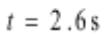 t = 2.6s